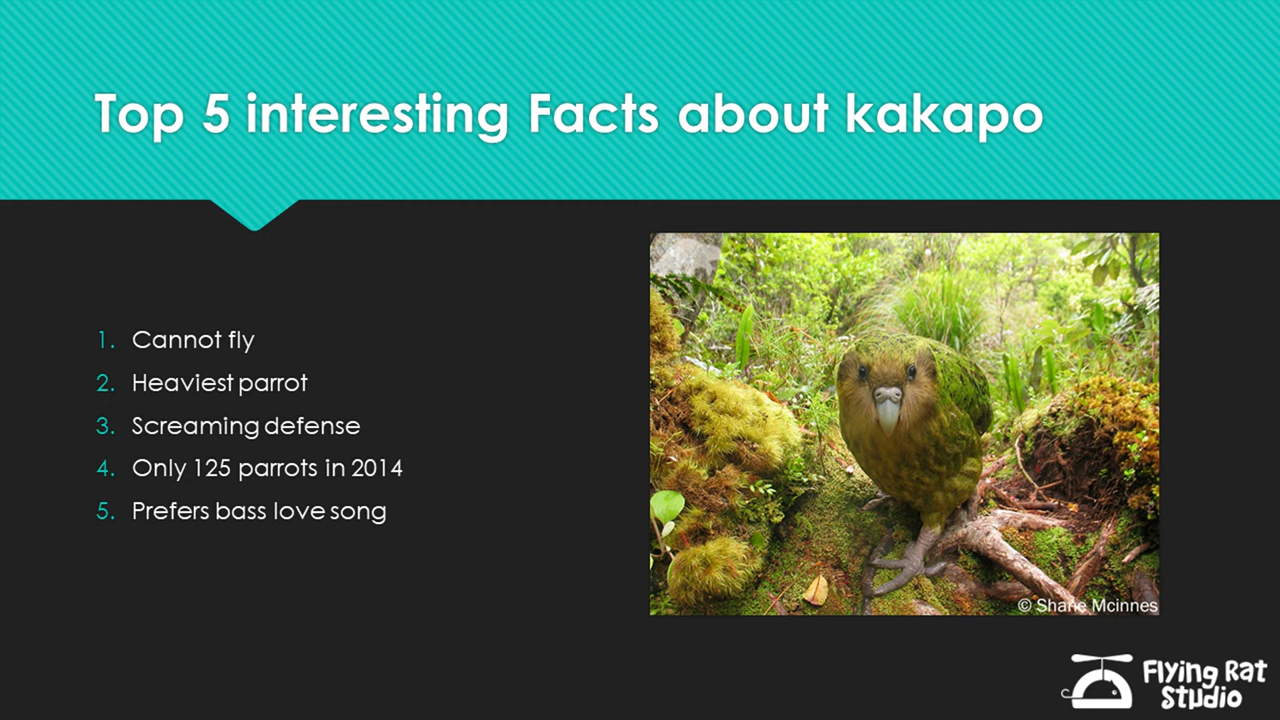 Top 5 interesting Facts about kakapo
1. Cannot fly
2. Heaviest parrot
3. Screaming defense
4. Only 125 parrots in 2014
5. Prefers bass love song
© Shane Mcinnes
Flying Rat
Studio